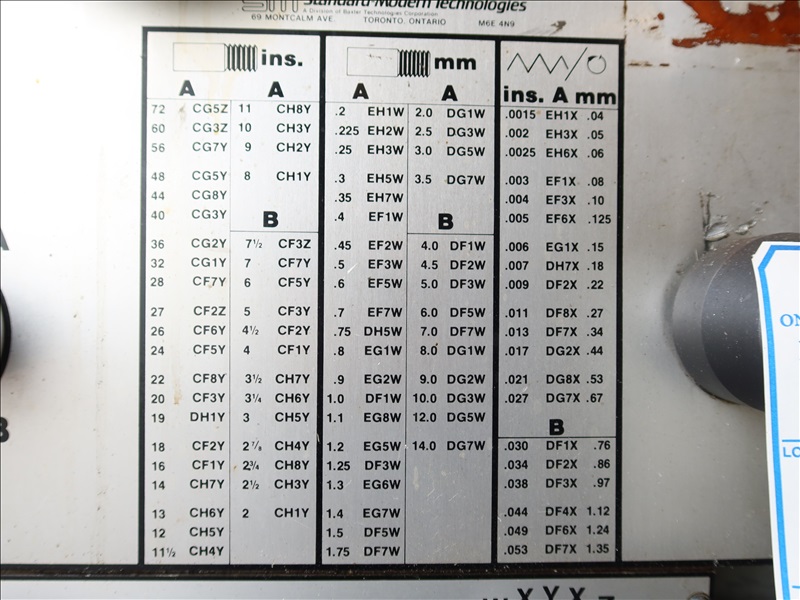 Standard-Modern Technologies
A Division of Baxter Technologies Corporation
69 MONTCALM AVE. TORONTO, ONTARIO M6E 4N9
ins. mm
A A A A ins. A mm
72 CG5Z 11 CH8Y .2 EH1W 2.0 DG1W .0015 EH1X .04
60 CG3Z 10 CH3Y .225 EH2W 2.5 DG3W .002 EH3X .05
56 CG7Y 9 CH2Y .25 EH3W 3.0 DG5W .0025 EH6X .06
48 CG5Y 8 CH1Y .3 EH5W 3.5 DG7W .003 EF1X .08
44 CG8Y .35 EH7W .004 EF3X .10
40 CG3Y B .4 EF1W B .005 EF6X .125
36 CG2Y 7½ CF3Z .45 EF2W 4.0 DF1W .006 EG1X .15
32 CG1Y 7 CF7Y .5 EF3W 4.5 DF2W .007 DH7X .18
28 CF7Y 6 CF5Y .6 EF5W 5.0 DF3W .009 DF2X .22
27 CF2Z 5 CF3Y .7 EF7W 6.0 DF5W .011 DF8X .27
26 CF6Y 4½ CF2Y .75 DH5W 7.0 DF7W .013 DF7X .34
24 CF5Y 4 CF1Y .8 EG1W 8.0 DG1W .017 DG2X .44
22 CF8Y 3½ CH7Y .9 EG2W 9.0 DG2W .021 DG8X .53
20 CF3Y 3¼ CH6Y 1.0 DF1W 10.0 DG3W .027 DG7X .67
19 DH1Y 3 CH5Y 1.1 EG8W 12.0 DG5W B
18 CF2Y 2⅞ CH4Y 1.2 EG5W 14.0 DG7W .030 DF1X .76
16 CF1Y 2¾ CH8Y 1.25 DF3W .034 DF2X .86
14 CH7Y 2½ CH3Y 1.3 EG6W .038 DF3X .97
13 CH6Y 2 CH1Y 1.4 EG7W .044 DF4X 1.12
12 CH5Y 1.5 DF5W .049 DF6X 1.24
11½ CH4Y 1.75 DF7W .053 DF7X 1.35
ON
LO
B
XYX